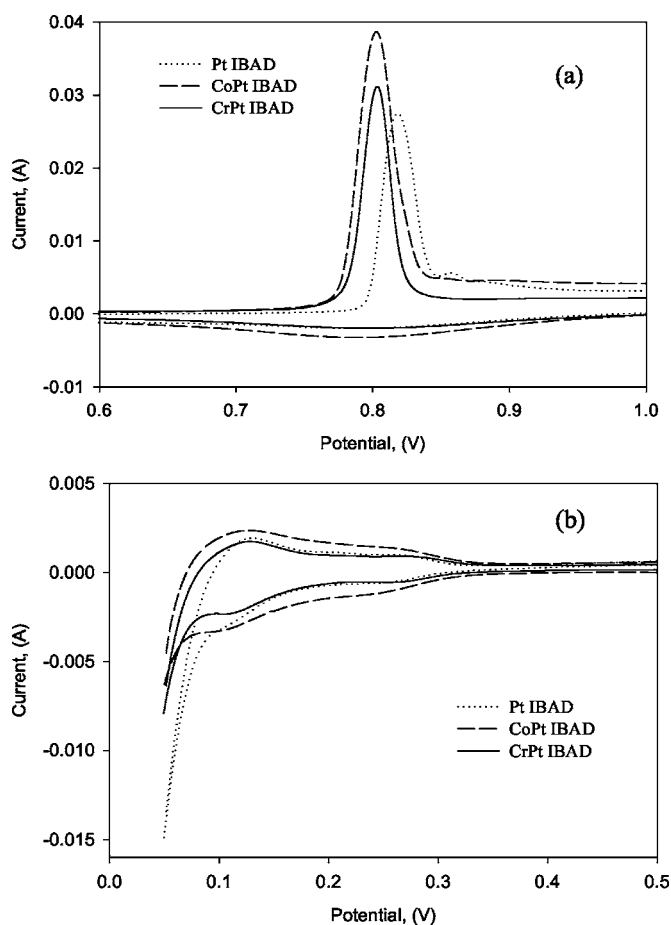 0.04
Pt IBAD
(a)
CoPt IBAD
0.03
CrPt IBAD
0.02
Current, (A)
0.01
0.00
-0.01
0.6 0.7 0.8 0.9 1.0
Potential, (V)
0.005
(b)
0.000
Current, (A)
-0.005
Pt IBAD
CoPt IBAD
-0.010
CrPt IBAD
-0.015
0.0 0.1 0.2 0.3 0.4 0.5
Potential, (V)